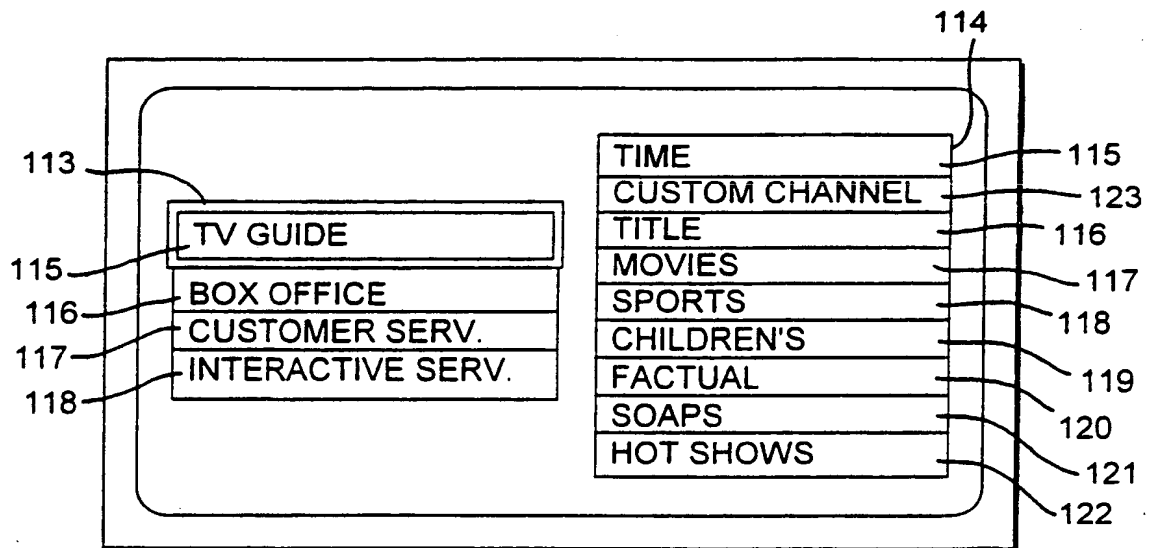 114
113
TV GUIDE
115
BOX OFFICE
116
CUSTOMER SERV.
117
INTERACTIVE SERV.
118
TIME
115
CUSTOM CHANNEL
123
TITLE
116
MOVIES
117
SPORTS
118
CHILDREN'S
119
FACTUAL
120
SOAPS
121
HOT SHOWS
122